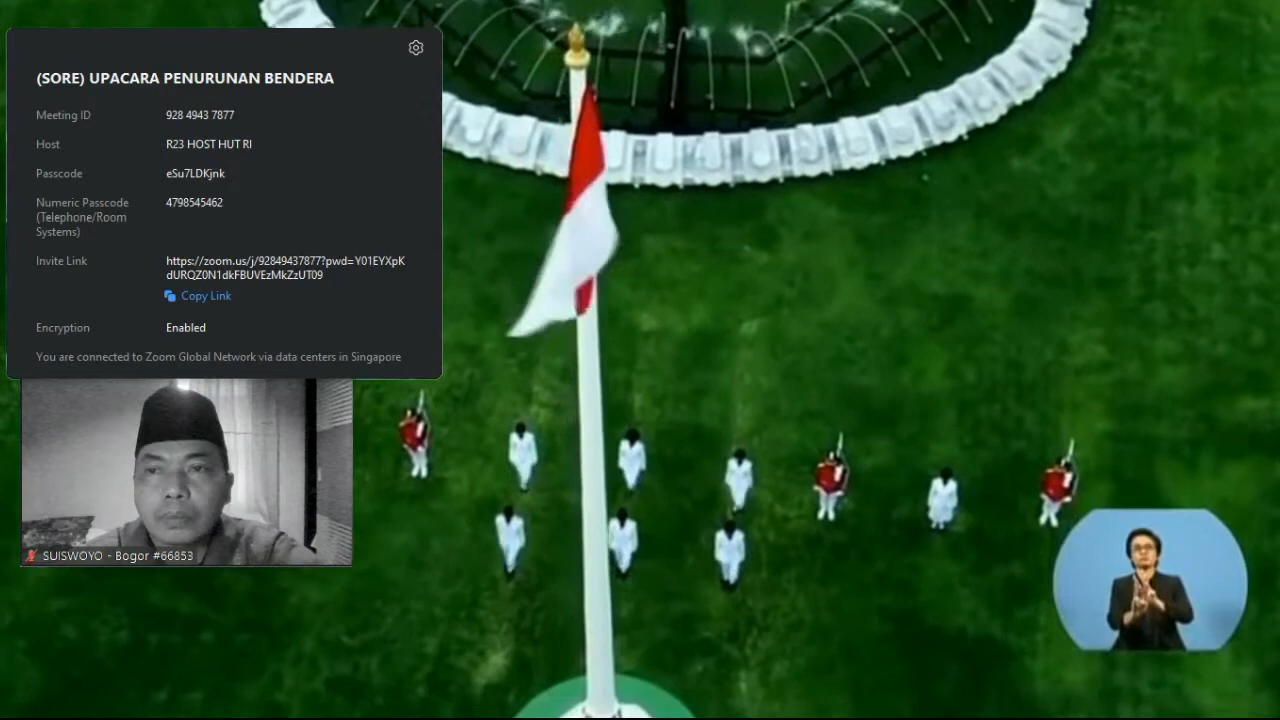 (SORE) UPACARA PENURUNAN BENDERA
Meeting ID 928 4943 7877
Host R23 HOST HUT RI
Passcode eSu7LDKjnk
Numeric Passcode 4798545462
(Telephone/Room
Systems)
Invite Link https://zoom.us/j/92849437877?pwd=Y01EYXpK
dURQZ0N1dkFBUVEzMkZzUT09
Copy Link
Encryption Enabled
You are connected to Zoom Global Network via data centers in Singapore
SUISWOYO - Bogor #66853